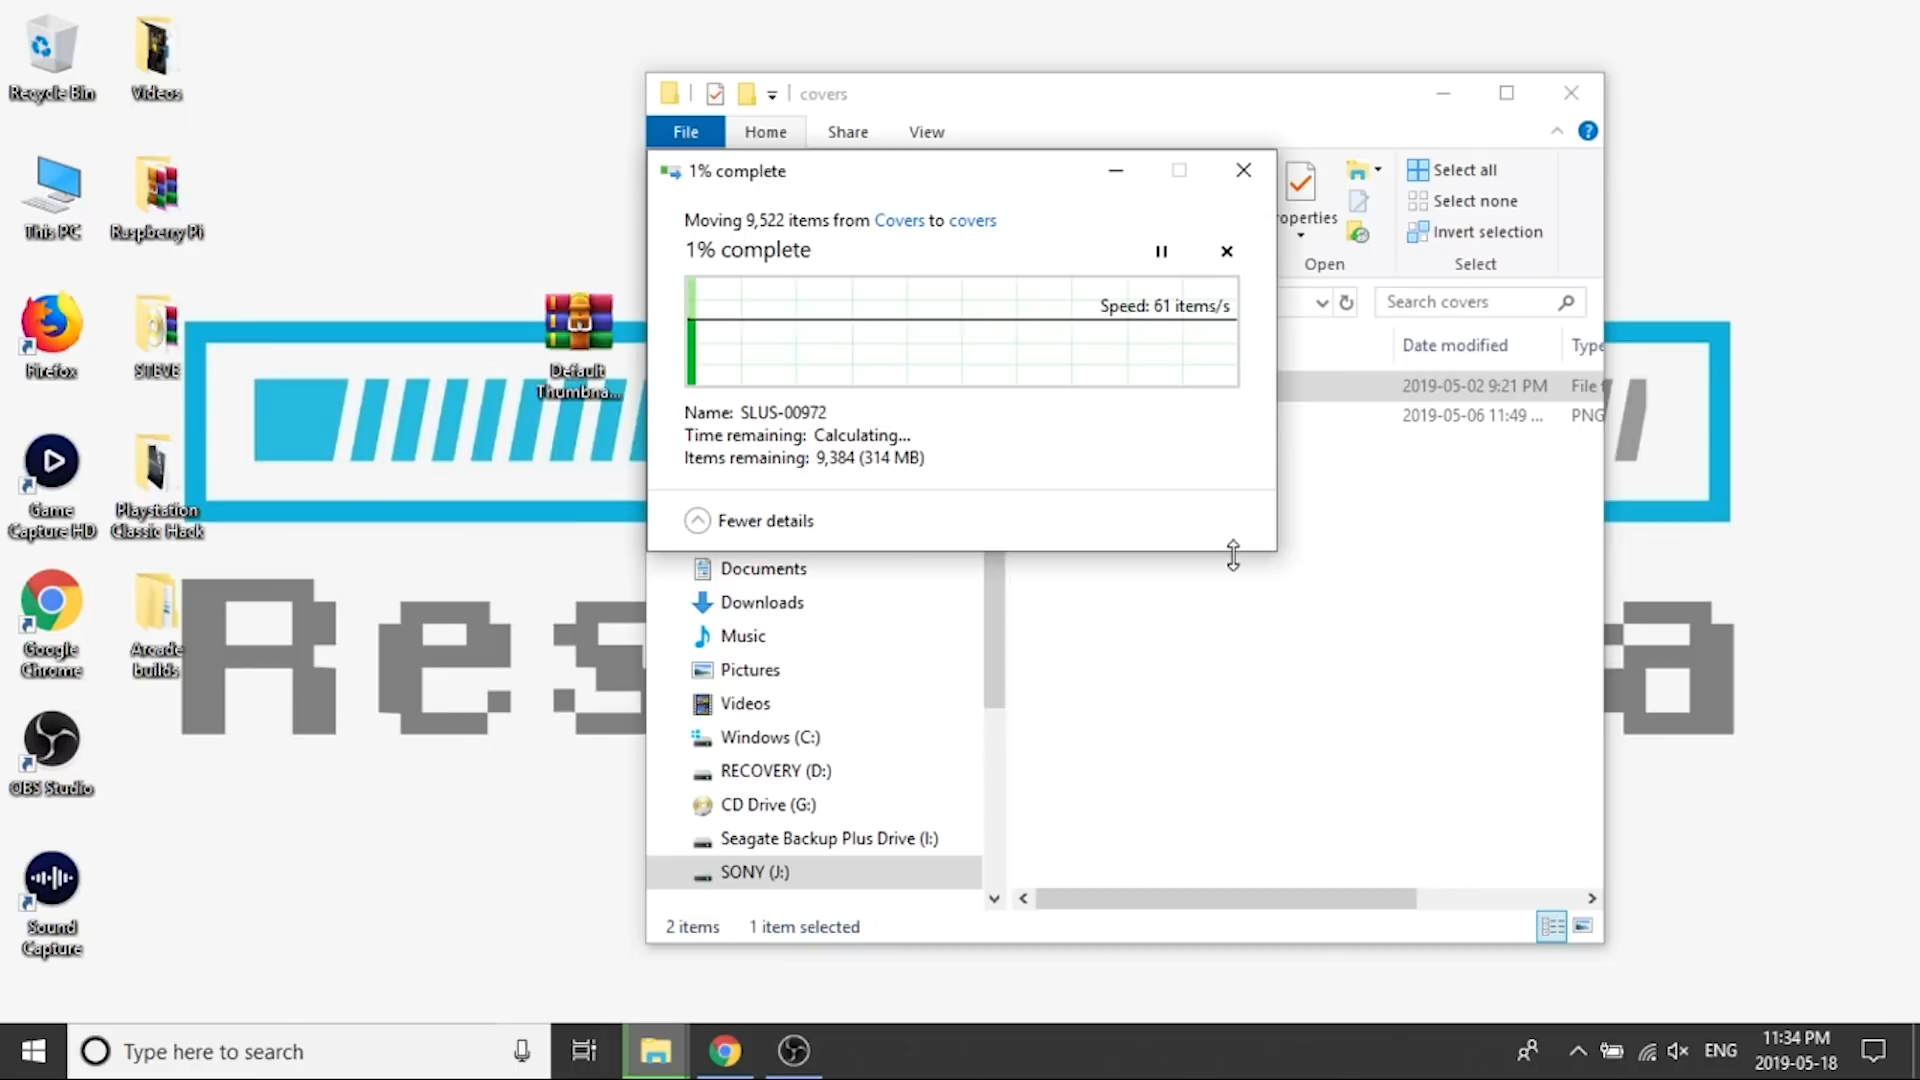 Recycle Bin
Videos
This PC
Raspberry Pi
Firefox
STEVE
Game
Capture HD
Playstation
Classic Hack
Google
Chrome
Arcade
builds
OBS Studio
Sound
Capture
Default
Thumbna...
Res
a
covers
File
Home
Share
View
1% complete
Moving 9,522 items from Covers to covers
1% complete
Speed: 61 items/s
Name: SLUS-00972
Time remaining: Calculating...
Items remaining: 9,384 (314 MB)
Fewer details
roperties
Open
Select all
Select none
Invert selection
Select
Search covers
Date modified
Type
2019-05-02 9:21 PM
File f
2019-05-06 11:49 ...
PNG
Documents
Downloads
Music
Pictures
Videos
Windows (C:)
RECOVERY (D:)
CD Drive (G:)
Seagate Backup Plus Drive (I:)
SONY (J:)
2 items
1 item selected
Type here to search
ENG
11:34 PM
2019-05-18